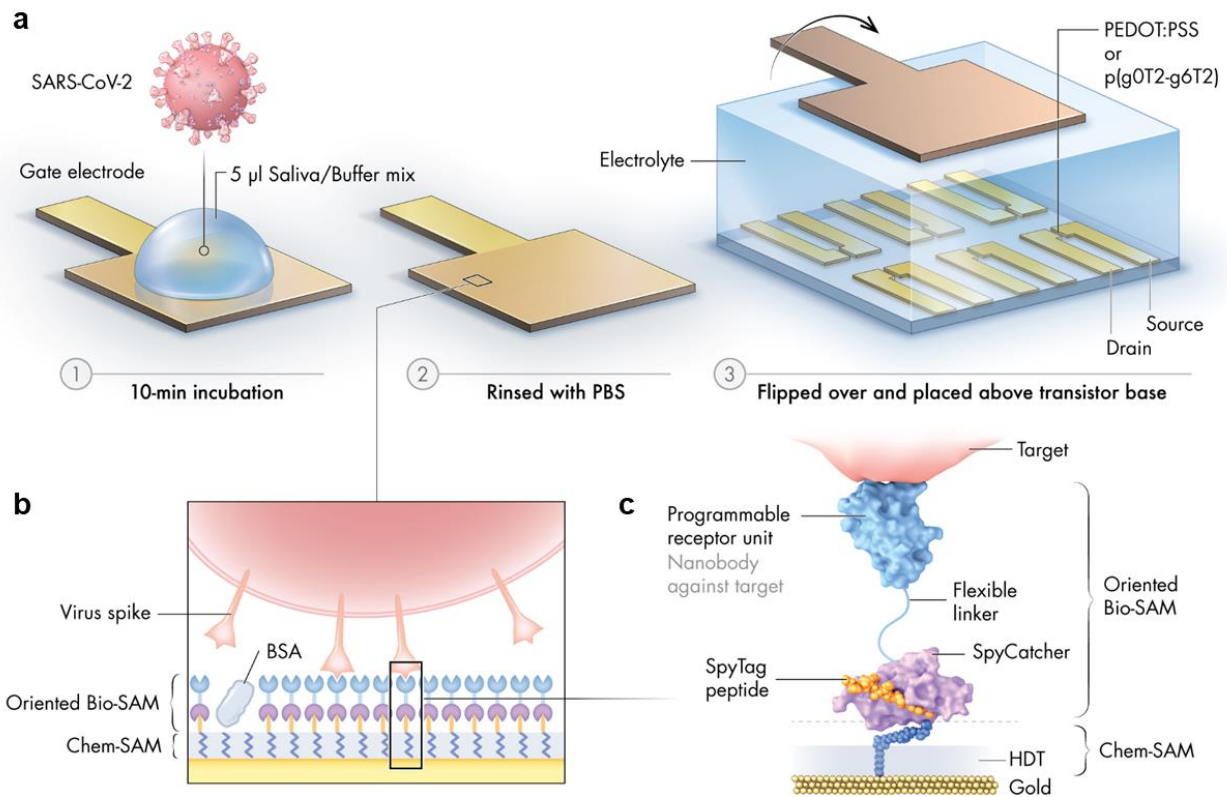 a
SARS-CoV-2
Gate electrode
5 µl Saliva/Buffer mix
1
10-min incubation
2
Rinsed with PBS
PEDOT:PSS
or
p(g0T2-g6T2)
Electrolyte
Source
Drain
3
Flipped over and placed above transistor base
b
Virus spike
BSA
Oriented Bio-SAM
Chem-SAM
c
Target
Programmable
receptor unit
Nanobody
against target
Flexible
linker
Oriented
Bio-SAM
SpyCatcher
SpyTag
peptide
HDT
Chem-SAM
Gold